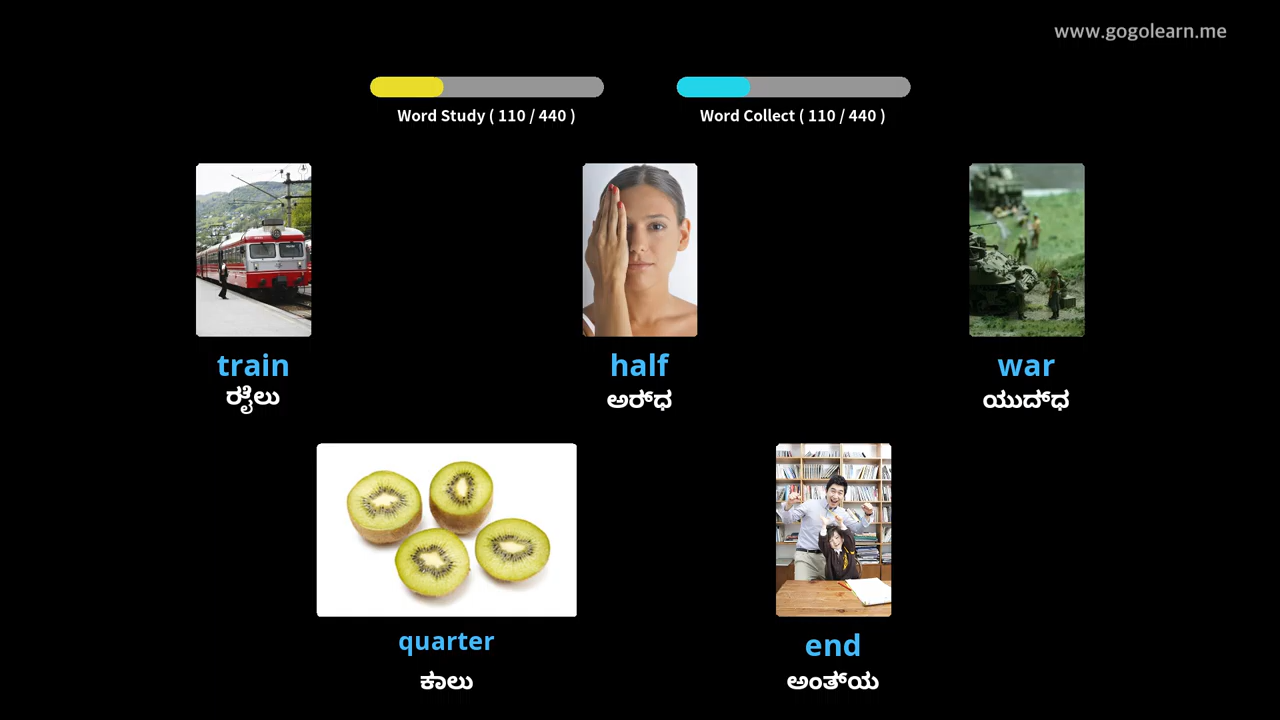 www.gogolearn.me
Word Study ( 110 / 440 )
Word Collect ( 110 / 440 )
train
ರೈಲು
half
ಅರ್ಧ
war
ಯುದ್ಧ
quarter
ಕಾಲು
end
ಅಂತ್ಯ